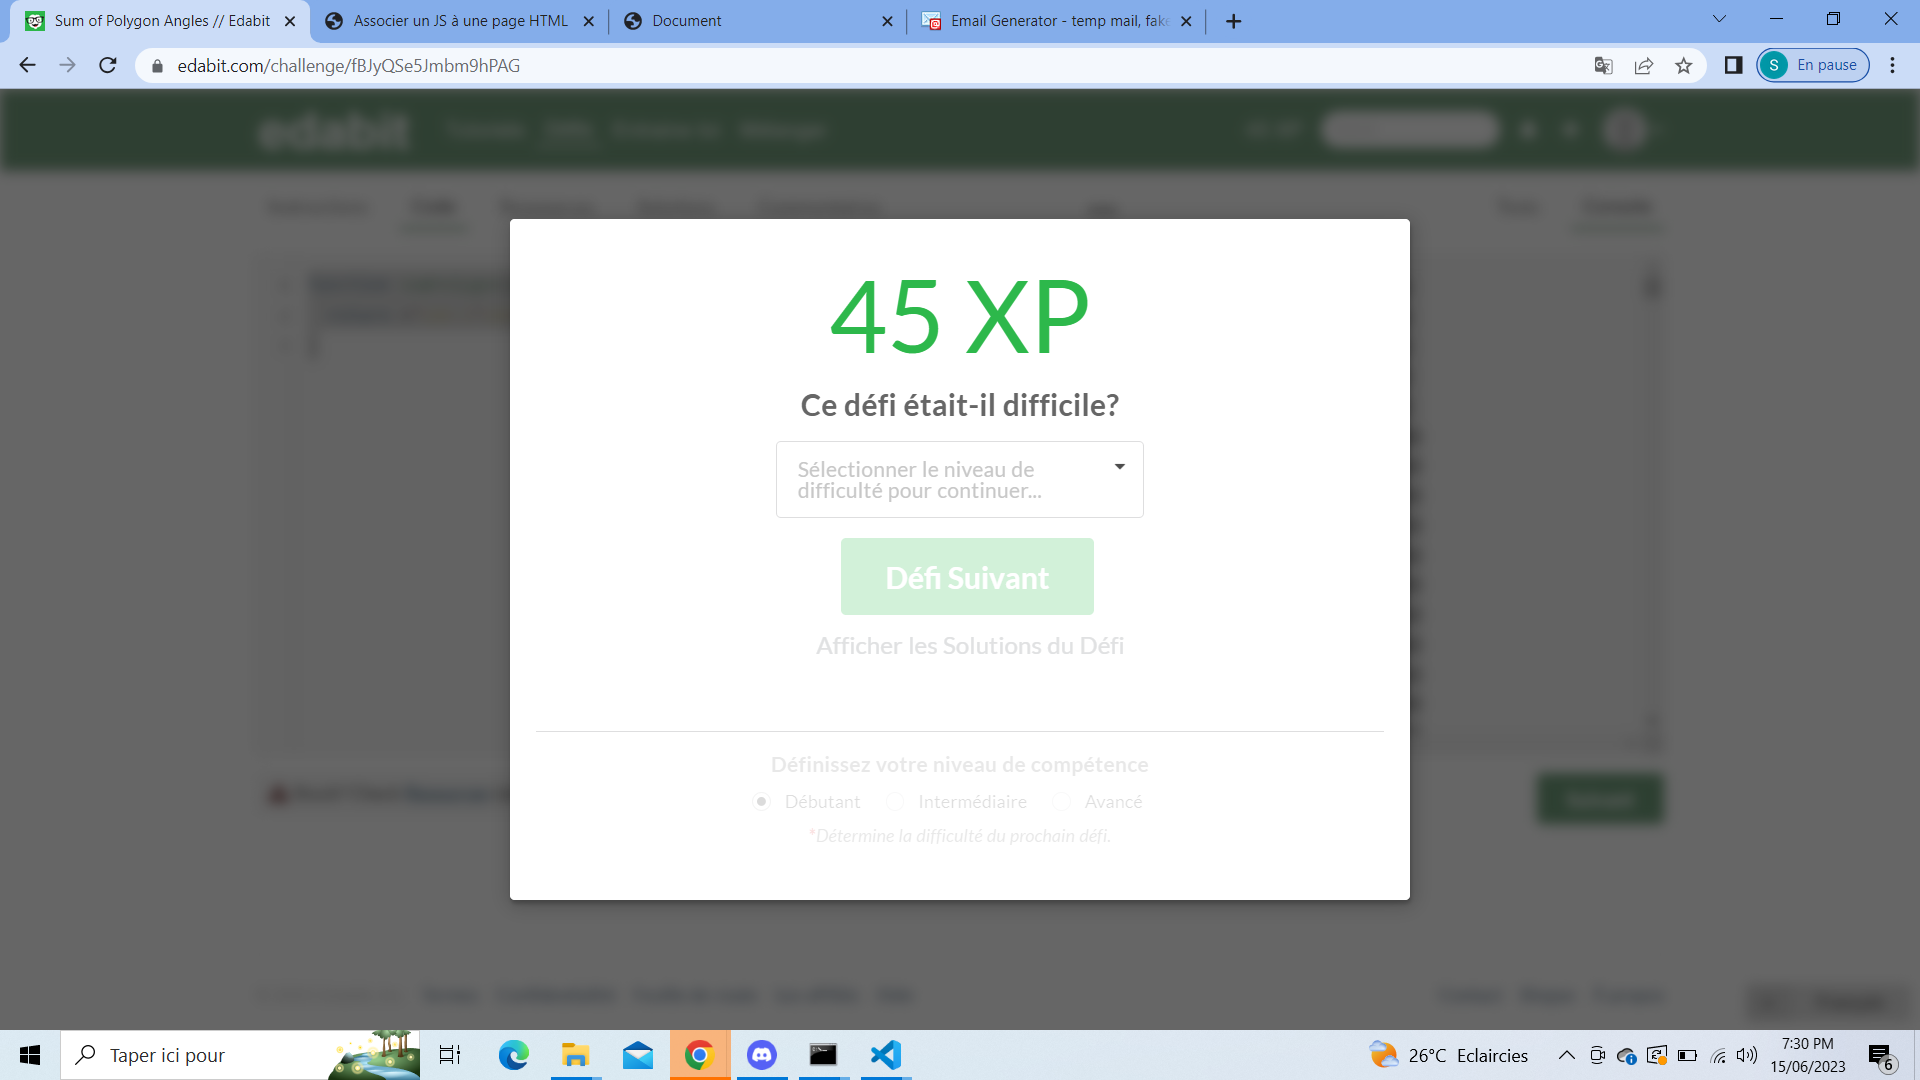 Sum of Polygon Angles // Edabit
Associer un JS à une page HTML
Document
Email Generator - temp mail, fake
edabit.com/challenge/fBJyQSe5Jmbm9hPAG
S
En pause
edabit
45 XP
Ce défi était-il difficile?
Sélectionner le niveau de
difficulté pour continuer...
Défi Suivant
Afficher les Solutions du Défi
Définissez votre niveau de compétence
Débutant
Intermédiaire
Avancé
*Détermine la difficulté du prochain défi.
Taper ici pour
26°C Eclaircies
7:30 PM
15/06/2023
6